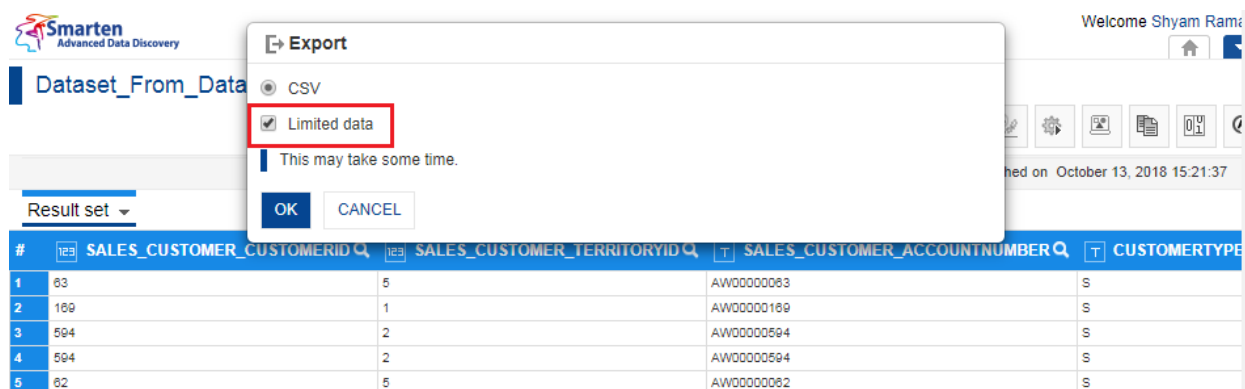 Smarten
Advanced Data Discovery
Welcome Shyam Rama
Export
Dataset_From_Data
CSV
Limited data
This may take some time.
hed on October 13, 2018 15:21:37
OK CANCEL
Result set
# 123 SALES_CUSTOMER_CUSTOMERID 123 SALES_CUSTOMER_TERRITORYID T SALES_CUSTOMER_ACCOUNTNUMBER T CUSTOMERTYPE
1 63 5 AW00000063 S
2 169 1 AW00000169 S
3 594 2 AW00000594 S
4 594 2 AW00000594 S
5 62 5 AW00000062 S